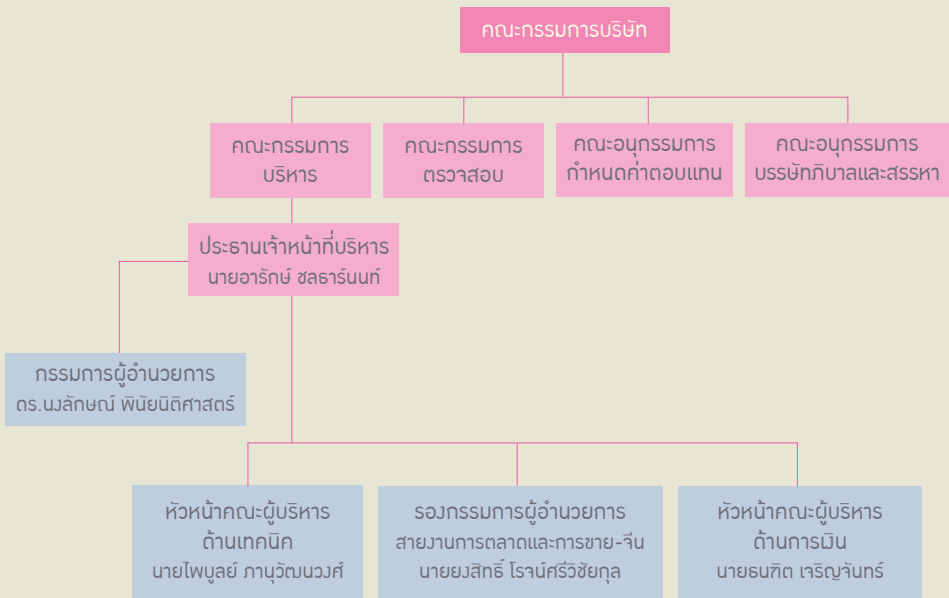 คณะกรรมการบริษัท
คณะกรรมการ
บริหาร
คณะกรรมการ
ตรวจสอบ
คณะอนุกรรมการ
กำหนดค่าตอบแทน
คณะอนุกรรมการ
บรรษัทภิบาลและสรรหา
ประธานเจ้าหน้าที่บริหาร
นายอารักษ์ ชลธาร์นนท์
กรรมการผู้อำนวยการ
ดร.นงลักษณ์ พินัยนิติศาสตร์
หัวหน้าคณะผู้บริหาร
ด้านเทคนิค
นายไพบูลย์ ภานุวัฒนวงศ์
รองกรรมการผู้อำนวยการ
สายงานการตลาดและการขาย-จีน
นายยงสิทธิ์ โรจน์ศรีวิชัยกุล
หัวหน้าคณะผู้บริหาร
ด้านการเงิน
นายธนฑิต เจริญจันทร์